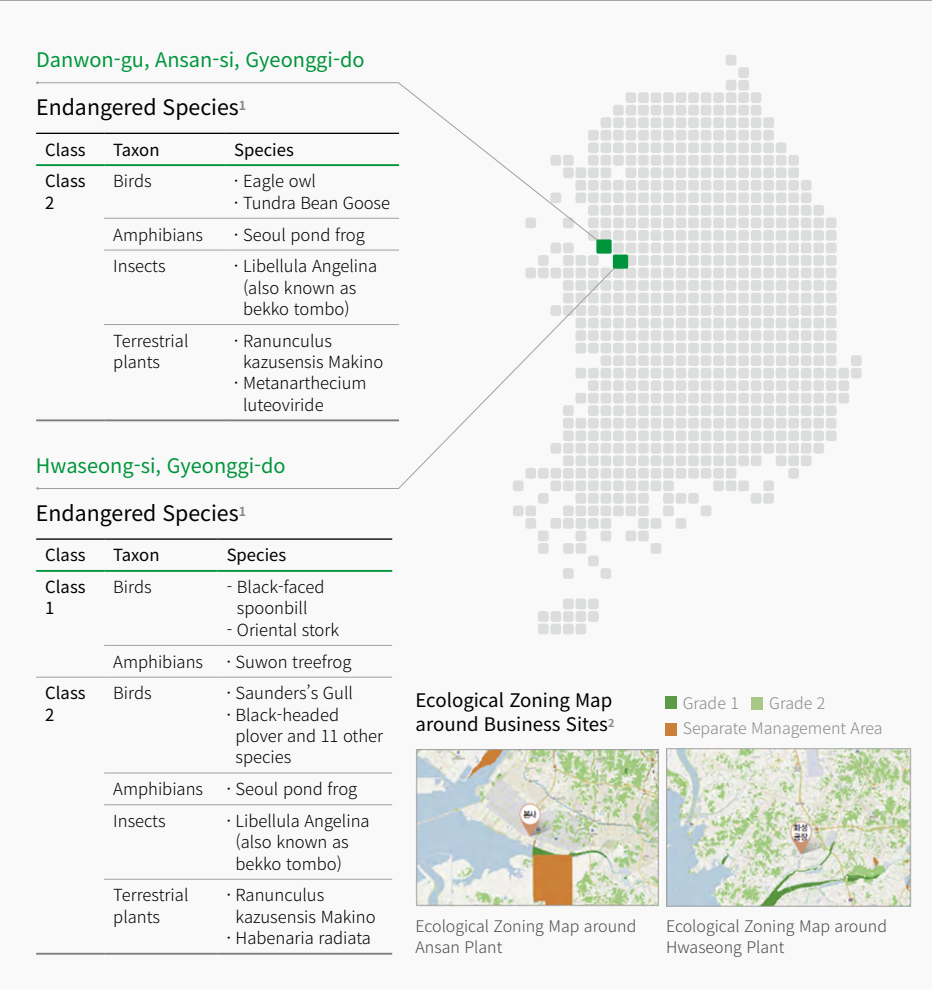 Danwon-gu, Ansan-si, Gyeonggi-do
Endangered Species1
Class Taxon Species
Class 2 Birds · Eagle owl
· Tundra Bean Goose
Amphibians · Seoul pond frog
Insects · Libellula Angelina
(also known as
bekko tombo)
Terrestrial plants · Ranunculus
kazusensis Makino
· Metanarthecium
luteoviride
Hwaseong-si, Gyeonggi-do
Endangered Species1
Class Taxon Species
Class 1 Birds - Black-faced
spoonbill
- Oriental stork
Amphibians · Suwon treefrog
Class 2 Birds · Saunders's Gull
· Black-headed
plover and 11 other
species
Amphibians · Seoul pond frog
Insects · Libellula Angelina
(also known as
bekko tombo)
Terrestrial plants · Ranunculus
kazusensis Makino
· Habenaria radiata
Ecological Zoning Map
around Business Sites2
Grade 1 Grade 2
Separate Management Area
본사
화성
공장
Ecological Zoning Map around
Ansan Plant
Ecological Zoning Map around
Hwaseong Plant